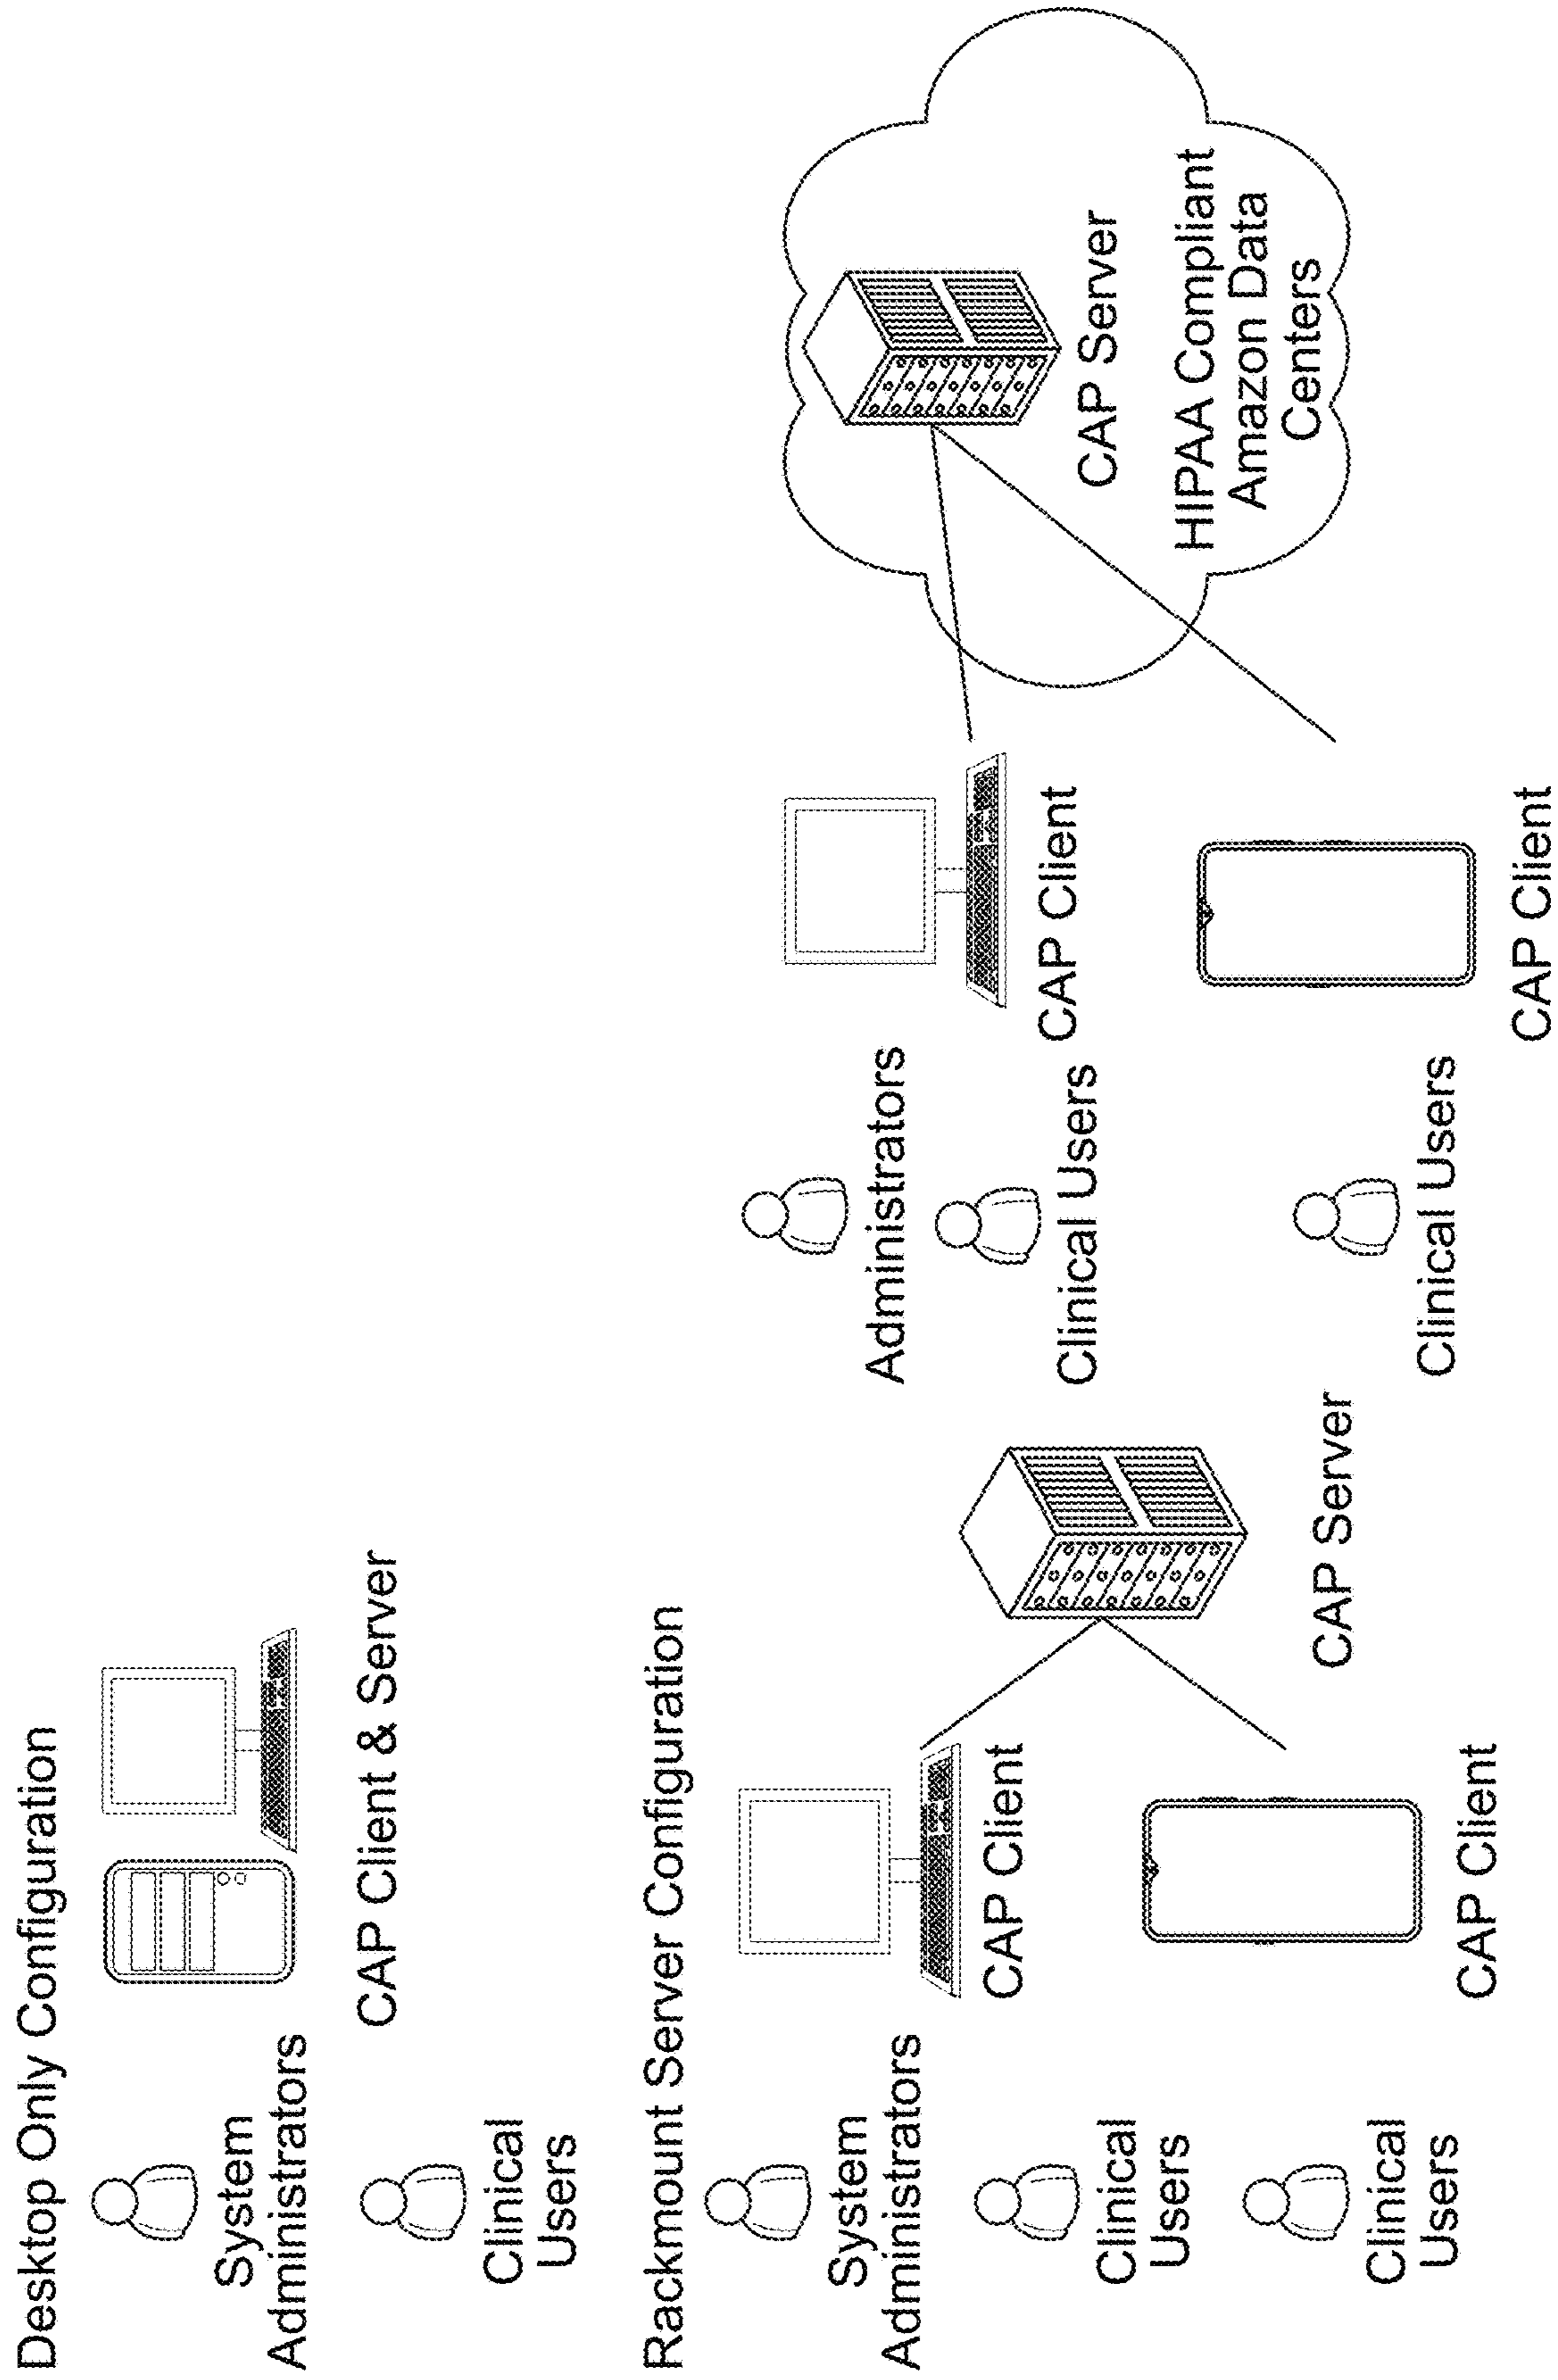 Desktop Only Configuration
System
Administrators
CAP Client & Server
Clinical
Users
Rackmount Server Configuration
System
Administrators
CAP Client
Clinical
Users
CAP Server
Clinical
Users
CAP Client
Administrators
CAP Client
Clinical Users
Clinical Users
CAP Client
CAP Server
HIPAA Compliant
Amazon Data
Centers